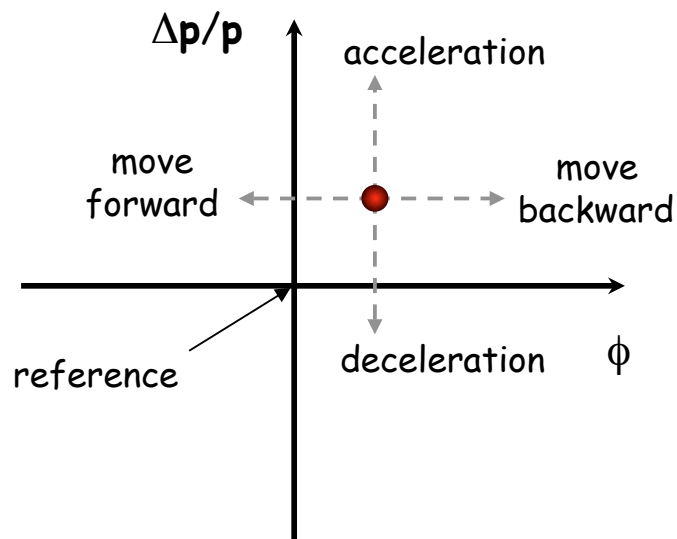 Δp/p
acceleration
move
forward
move
backward
deceleration
ϕ
reference